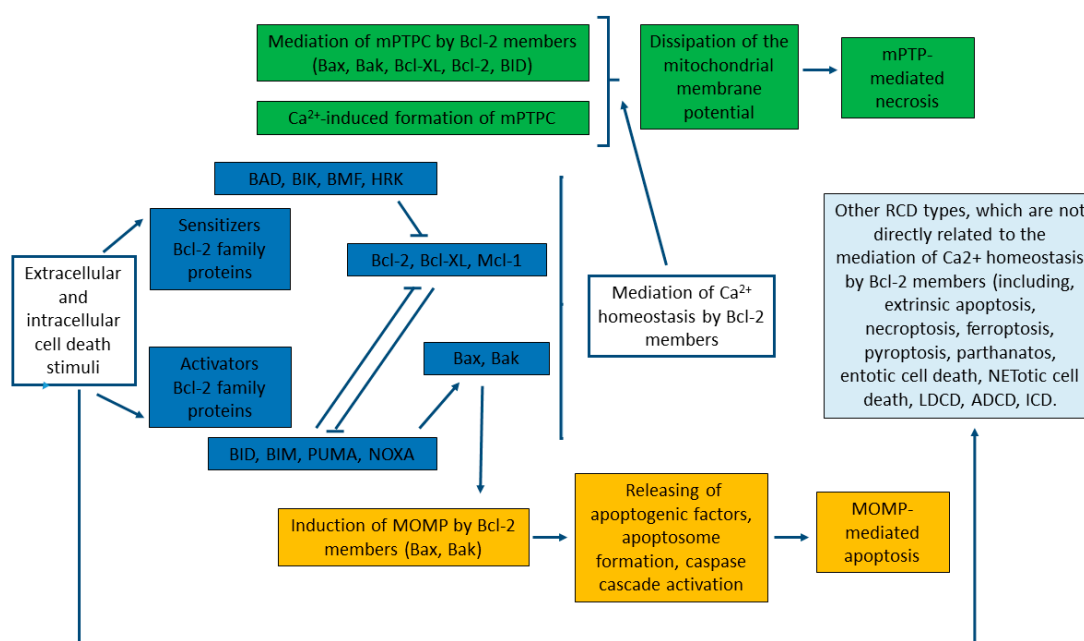 Mediation of mPTPC by Bcl-2 members
(Bax, Bak, Bcl-XL, Bcl-2, BID)
Ca²⁺-induced formation of mPTPC
Dissipation of the
mitochondrial
membrane
potential
mPTP-
mediated
necrosis
BAD, BIK, BMF, HRK
Sensitizers
Bcl-2 family
proteins
Extracellular
and
intracellular
cell death
stimuli
Bcl-2, Bcl-XL, Mcl-1
Activators
Bcl-2 family
proteins
Bax, Bak
BID, BIM, PUMA, NOXA
Mediation of Ca²⁺
homeostasis by Bcl-2
members
Other RCD types, which are not
directly related to the
mediation of Ca2+ homeostasis
by Bcl-2 members (including,
extrinsic apoptosis,
necroptosis, ferroptosis,
pyroptosis, parthanatos,
entotic cell death, NETotic cell
death, LDCD, ADCD, ICD.
Induction of MOMP by Bcl-2
members (Bax, Bak)
Releasing of
apoptogenic factors,
apoptosome
formation, caspase
cascade activation
MOMP-
mediated
apoptosis